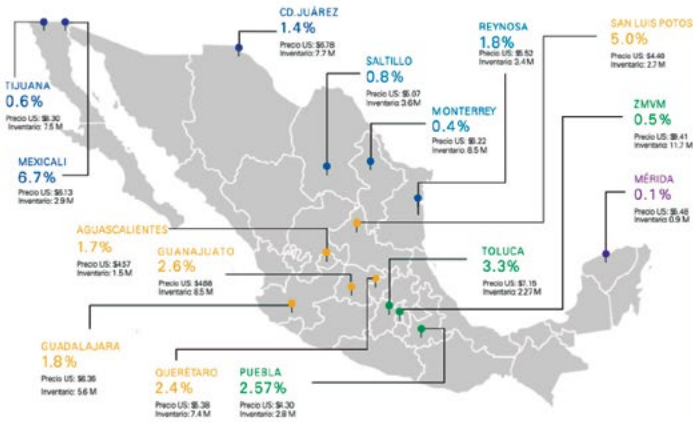 CD.JUÁREZ
1.4%
Precio US: $6.78
Inventario: 7.7 M
REYNOSA
1.8%
Precio US: $5.52
Inventario: 3.4 M
SAN LUIS POTOS
5.0%
Precio US: $4.46
Inventario: 2.7 M
SALTILLO
0.8%
Precio US: $5.07
Inventario: 3.6M
TIJUANA
0.6%
Precio US: $8.30
Inventario: 7.5 M
MONTERREY
0.4%
Precio US: $6.22
Inventario: 8.5 M
ZMVM
0.5%
Precio US: $9.41
Inventario: 11.7 M
MEXICALI
6.7%
Precio US: $6.13
Inventario: 2.9 M
MÉRIDA
0.1%
Precio US: $5.48
Inventario: 0.9 M
AGUASCALIENTES
1.7%
Precio US: $4.57
Inventario: 1.5 M
GUANAJUATO
2.6%
Precio US: $4.88
Inventario: 8.5 M
TOLUCA
3.3%
Precio US: $7.15
Inventario: 2.27 M
GUADALAJARA
1.8%
Precio US: $6.36
Inventario: 5.6 M
QUERÉTARO
2.4%
Precio US: $5.38
Inventario: 7.4 M
PUEBLA
2.57%
Precio US: $4.30
Inventario: 2.8 M